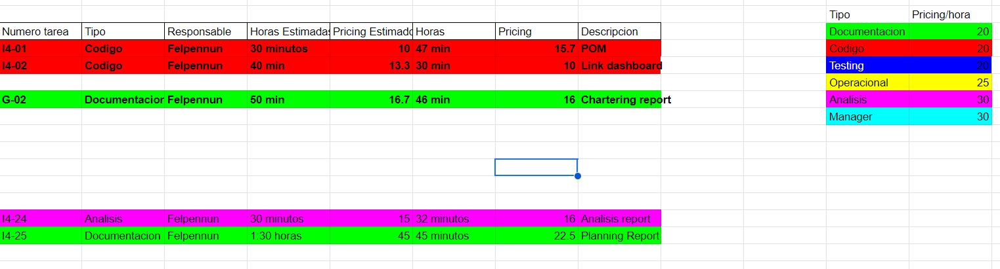 Tipo Pricing/hora
Numero tarea Tipo Responsable Horas Estimadas Pricing Estimado Horas Pricing Descripcion Documentacion 20
I4-01 Codigo Felpennun 30 minutos 10 47 min 15.7 POM Codigo 20
I4-02 Codigo Felpennun 40 min 13.3 30 min 10 Link dashboard Testing 20
Operacional 25
G-02 Documentacion Felpennun 50 min 16.7 46 min 16 Chartering report Analisis 30
Manager 30
I4-24 Analisis Felpennun 30 minutos 15 32 minutos 16 Analisis report
I4-25 Documentacion Felpennun 1:30 horas 45 45 minutos 22.5 Planning Report